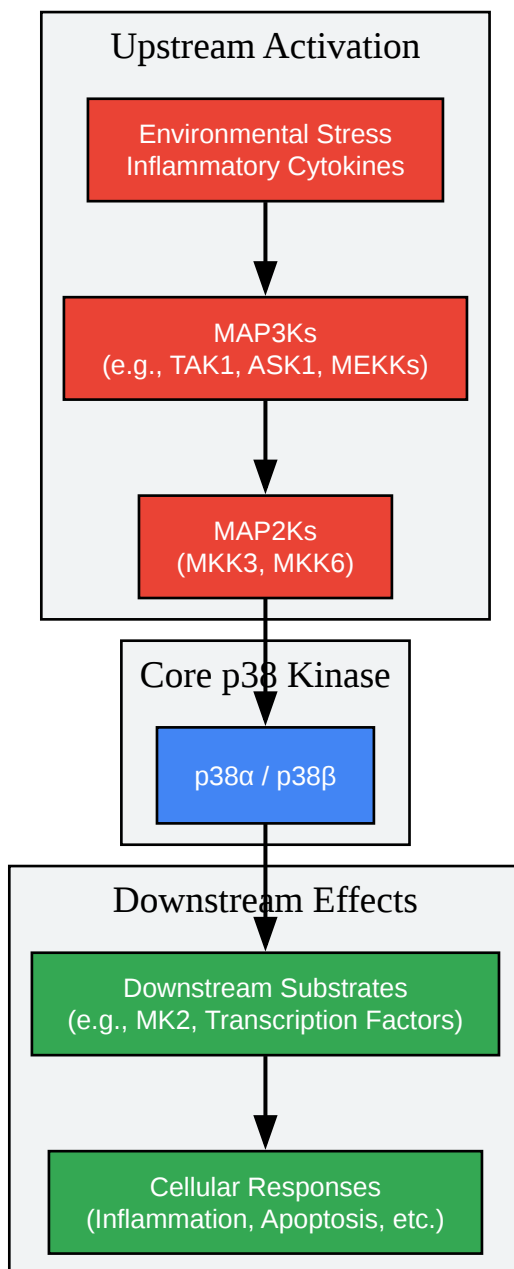 Upstream Activation
Environmental Stress
Inflammatory Cytokines
MAP3Ks
(e.g., TAK1, ASK1, MEKKs)
MAP2Ks
(MKK3, MKK6)
Core p38 Kinase
p38α / p38β
Downstream Effects
Downstream Substrates
(e.g., MK2, Transcription Factors)
Cellular Responses
(Inflammation, Apoptosis, etc.)